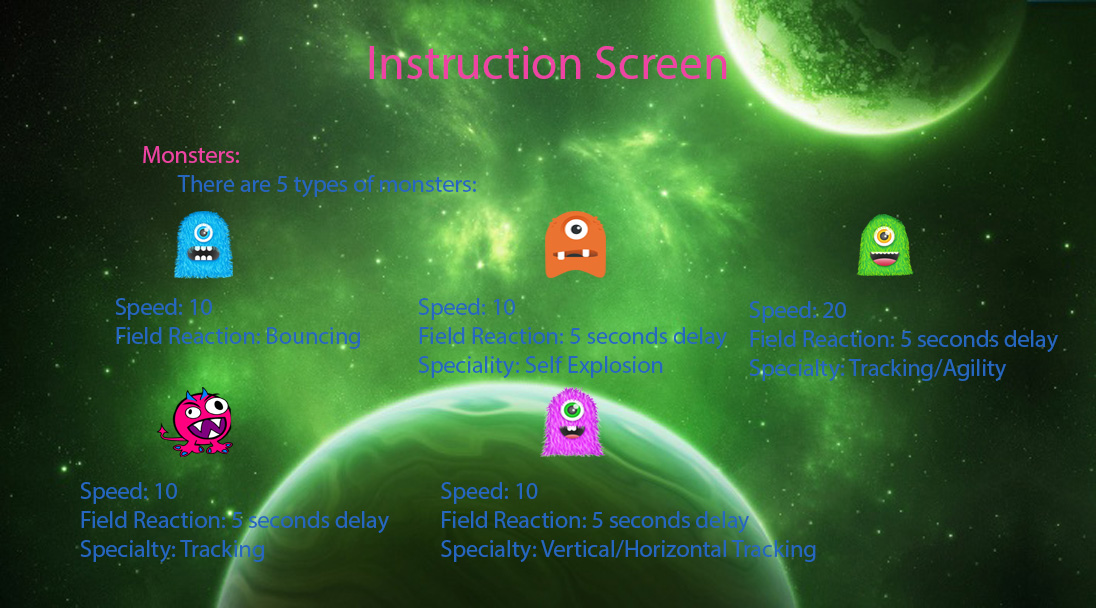 Instruction Screen
Monsters:
There are 5 types of monsters:
Speed: 10
Field Reaction: Bouncing
Speed: 10
Field Reaction: 5 seconds delay
Speciality: Self Explosion
Speed: 20
Field Reaction: 5 seconds delay
Specialty: Tracking/Agility
Speed: 10
Field Reaction: 5 seconds delay
Specialty: Tracking
Speed: 10
Field Reaction: 5 seconds delay
Specialty: Vertical/Horizontal Tracking